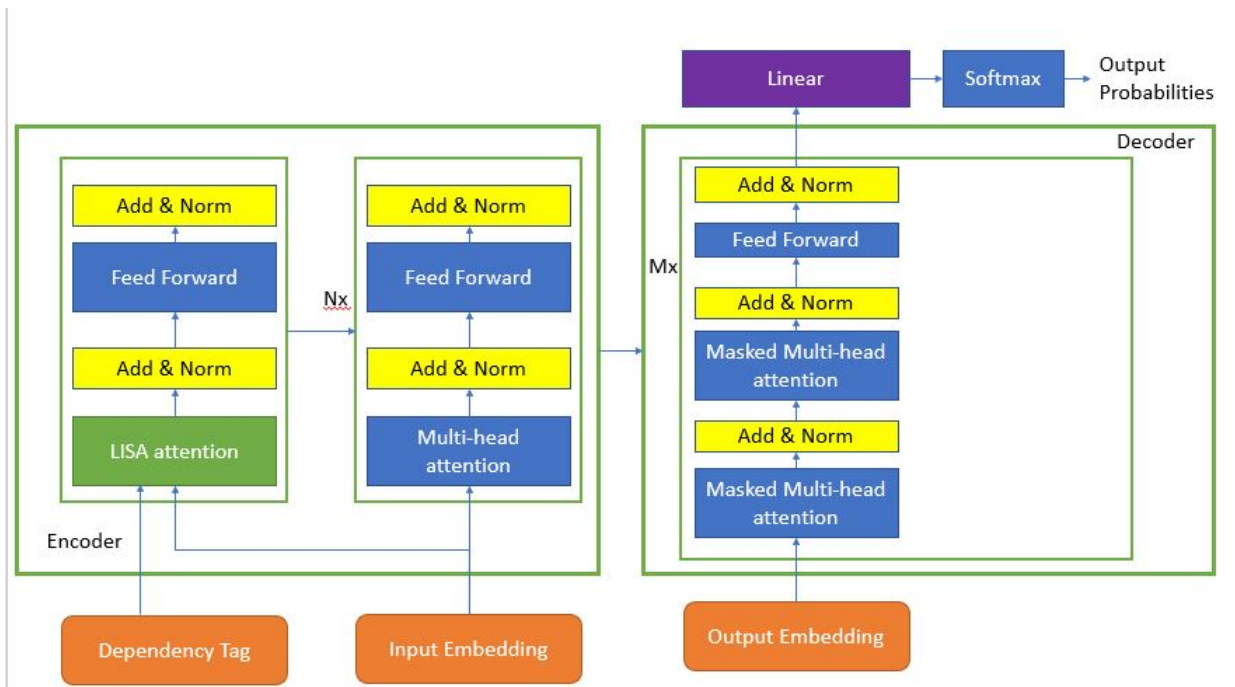 Linear
Softmax
Output
Probabilities
Decoder
Add & Norm
Feed Forward
Add & Norm
LISA attention
Nx
Add & Norm
Feed Forward
Add & Norm
Multi-head
attention
Encoder
Mx
Add & Norm
Feed Forward
Add & Norm
Masked Multi-head
attention
Add & Norm
Masked Multi-head
attention
Dependency Tag
Input Embedding
Output Embedding